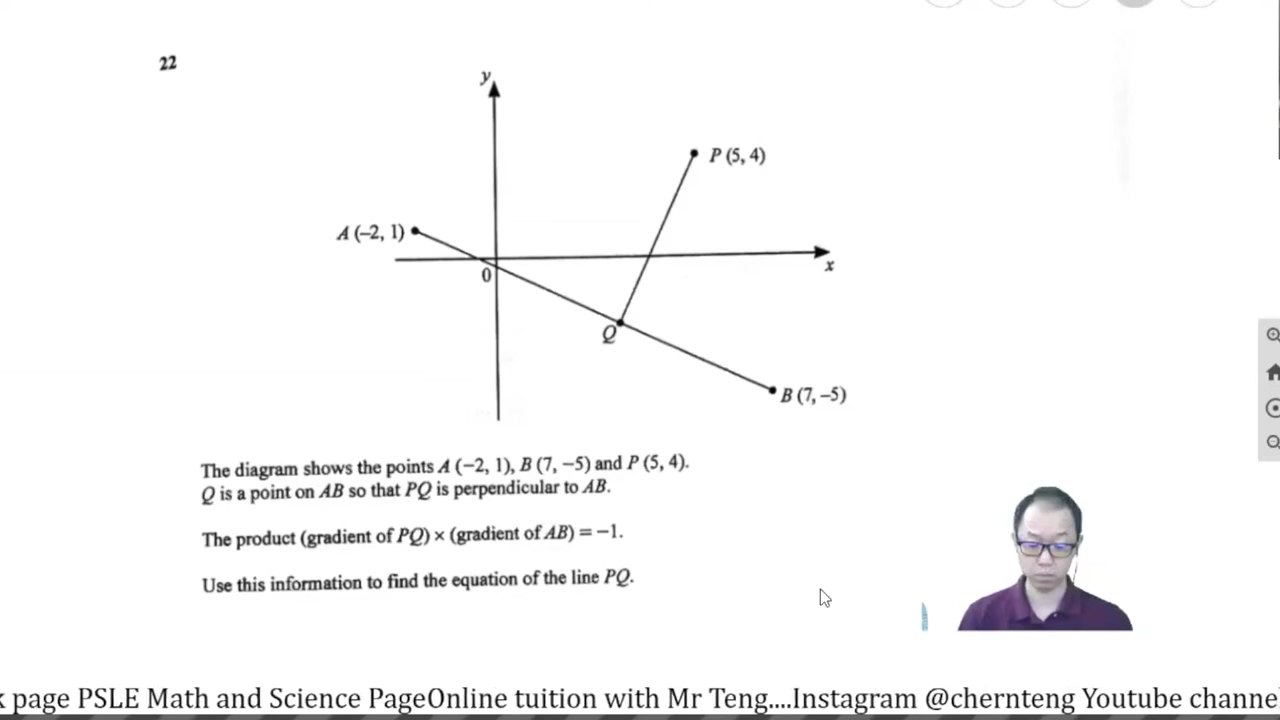 22
y
P (5, 4)
A (−2, 1)
x
0
Q
B (7, −5)
The diagram shows the points A (−2, 1), B (7, −5) and P (5, 4).
Q is a point on AB so that PQ is perpendicular to AB.
The product (gradient of PQ) × (gradient of AB) = −1.
Use this information to find the equation of the line PQ.
page PSLE Math and Science PageOnline tuition with Mr Teng....Instagram @chernteng Youtube